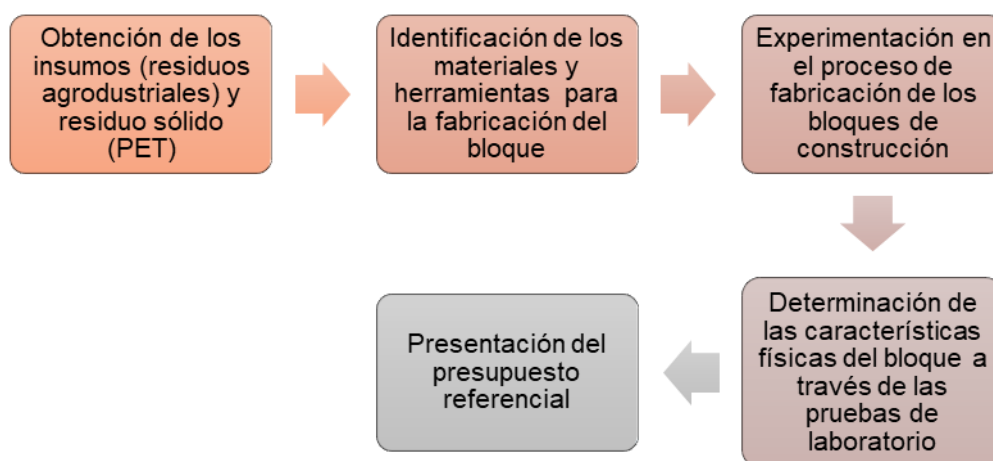 Obtención de los
insumos (residuos
agrodustriales) y
residuo sólido
(PET)
Identificación de los
materiales y
herramientas para
la fabricación del
bloque
Experimentación en
el proceso de
fabricación de los
bloques de
construcción
Determinación de
las características
físicas del bloque a
través de las
pruebas de
laboratorio
Presentación del
presupuesto
referencial